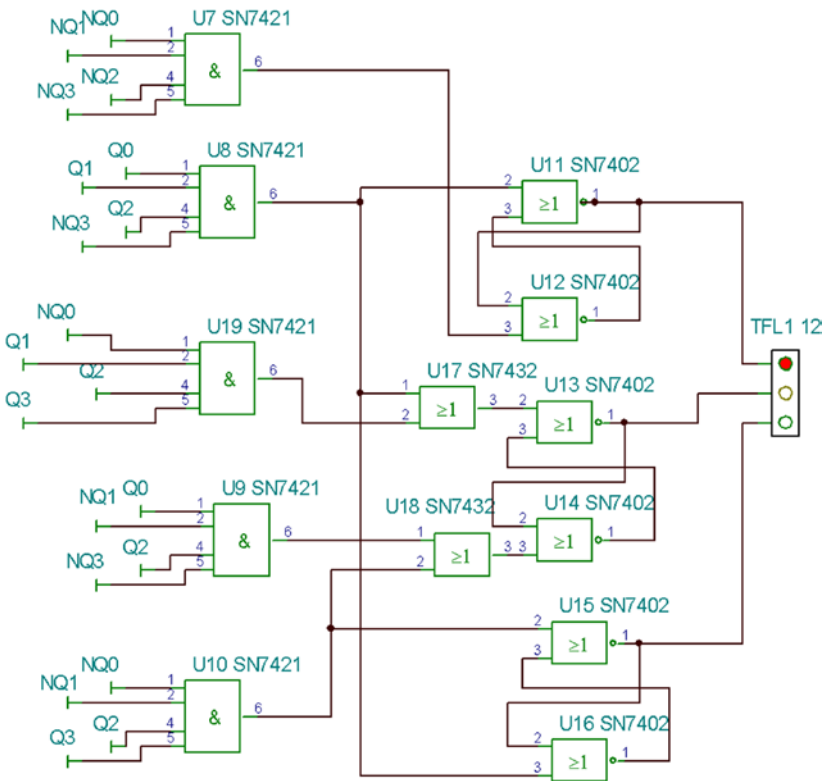 U7 SN7421
NQ0
NQ1
1
2
NQ2
4
5
NQ3
&
6
U8 SN7421
Q0
Q1
1
2
Q2
4
5
NQ3
&
6
U11 SN7402
2
3
≥1
1
U12 SN7402
2
3
≥1
1
TFL1 12
NQ0
U19 SN7421
Q1
1
2
Q2
4
5
Q3
&
6
U17 SN7432
1
2
≥1
3
U13 SN7402
2
3
≥1
1
U9 SN7421
Q0
NQ1
1
2
Q2
4
5
NQ3
&
6
U18 SN7432
1
2
≥1
3
U14 SN7402
2
3
≥1
1
U15 SN7402
2
3
≥1
1
U10 SN7421
NQ0
NQ1
1
2
Q2
4
5
Q3
&
6
U16 SN7402
2
3
≥1
1